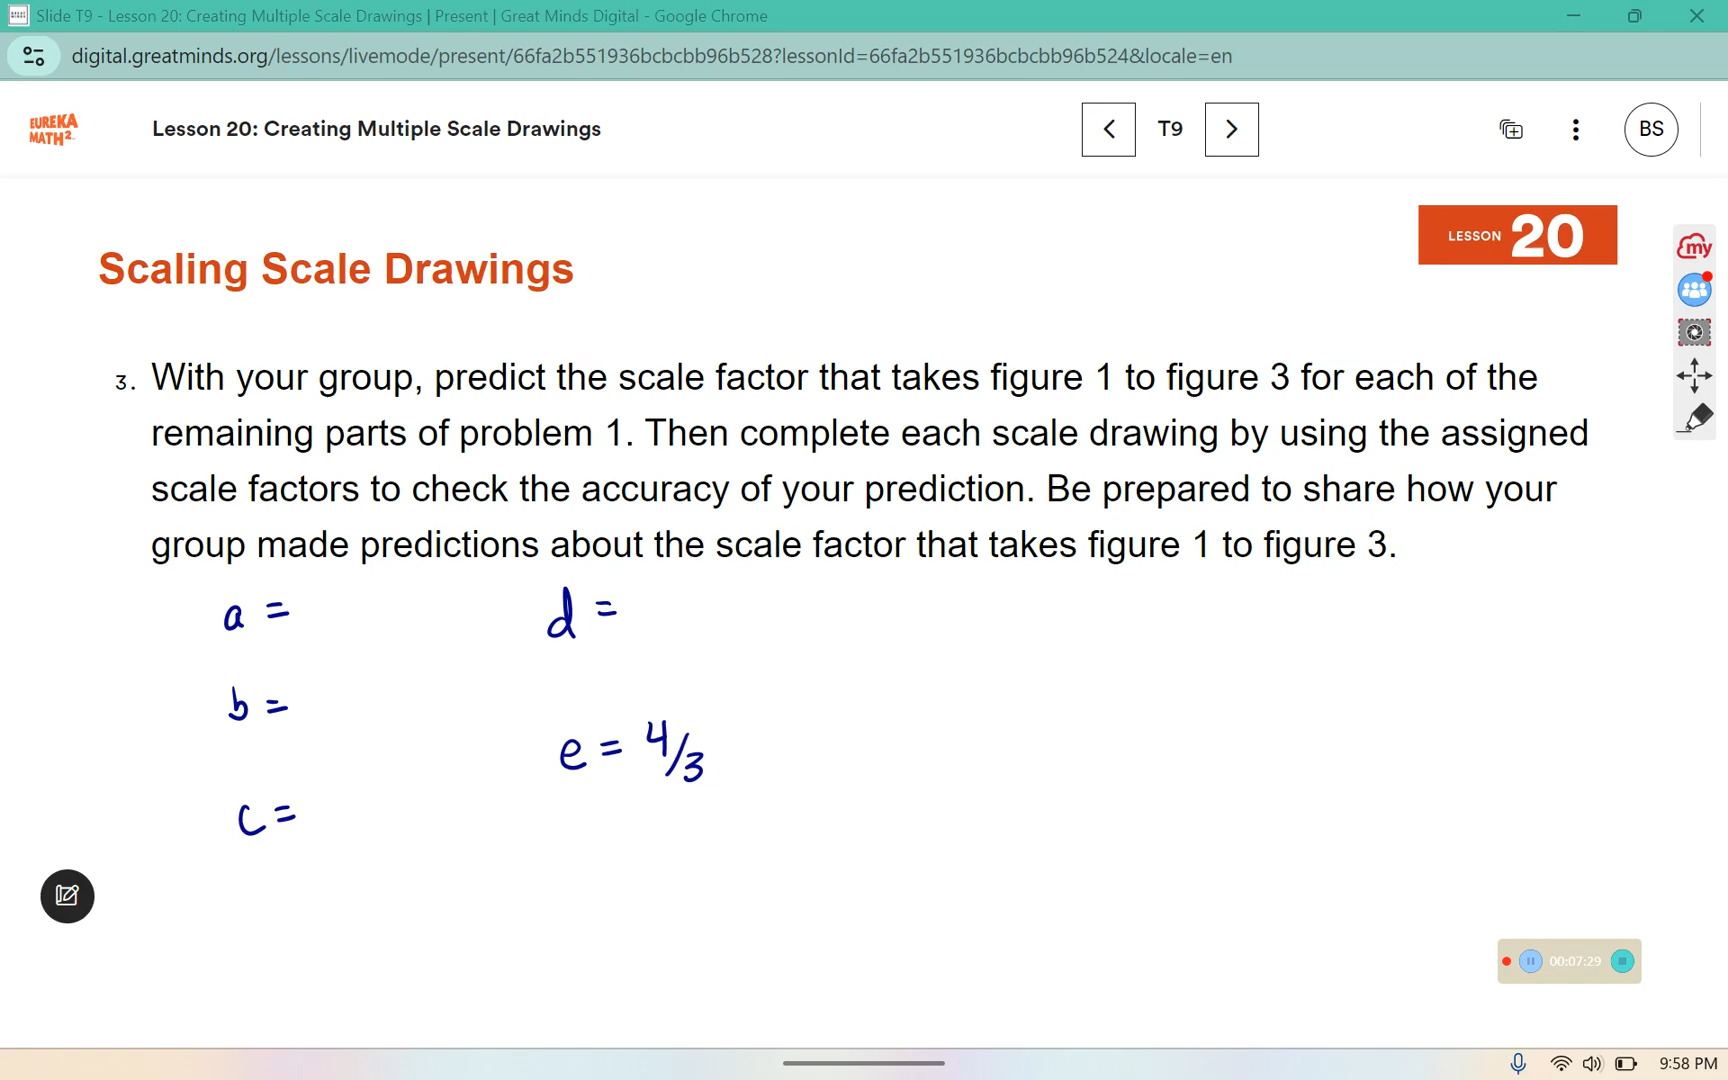 Slide T9 - Lesson 20: Creating Multiple Scale Drawings | Present | Great Minds Digital - Google Chrome
digital.greatminds.org/lessons/livemode/present/66fa2b551936bcbcbb96b528?lessonId=66fa2b551936bcbcbb96b524&locale=en
EUREKA
MATH²
Lesson 20: Creating Multiple Scale Drawings
T9
BS
LESSON 20
my
Scaling Scale Drawings
3. With your group, predict the scale factor that takes figure 1 to figure 3 for each of the
remaining parts of problem 1. Then complete each scale drawing by using the assigned
scale factors to check the accuracy of your prediction. Be prepared to share how your
group made predictions about the scale factor that takes figure 1 to figure 3.
a =
d =
b =
e = 4/3
c =
00:07:29
9:58 PM